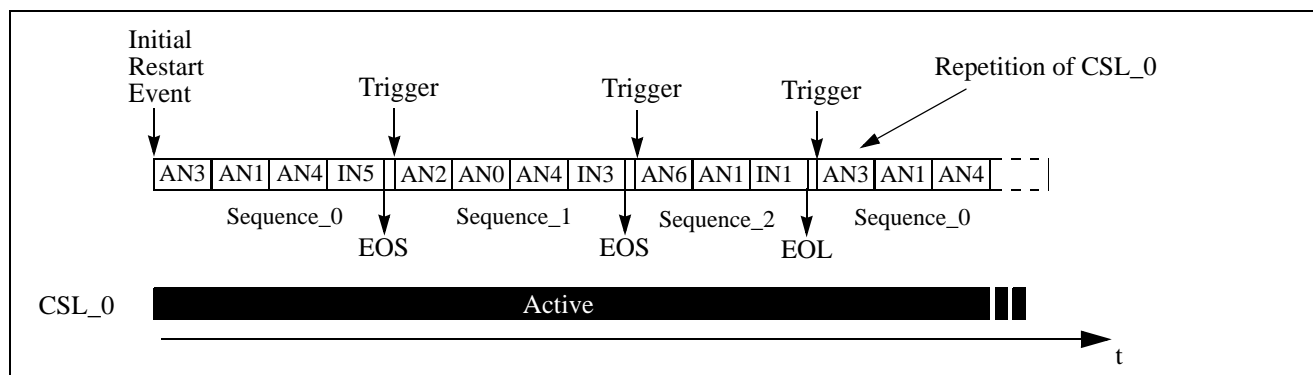 Initial
Restart
Event
Trigger
Trigger
Trigger
Repetition of CSL_0
AN3 AN1 AN4 IN5 AN2 AN0 AN4 IN3 AN6 AN1 IN1 AN3 AN1 AN4
Sequence_0 Sequence_1 Sequence_2 Sequence_0
EOS EOS EOL
CSL_0 Active
t